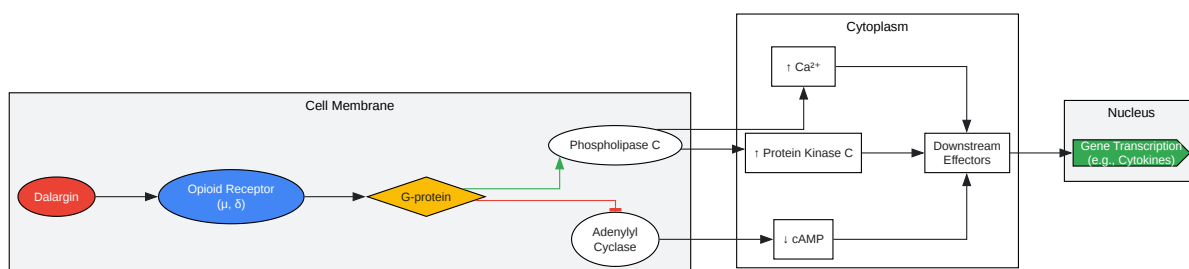 Cell Membrane
Dalargin
Opioid Receptor
(μ, δ)
G-protein
Phospholipase C
Adenylyl
Cyclase
Cytoplasm
↑ Ca²⁺
↑ Protein Kinase C
↓ cAMP
Downstream
Effectors
Nucleus
Gene Transcription
(e.g., Cytokines)